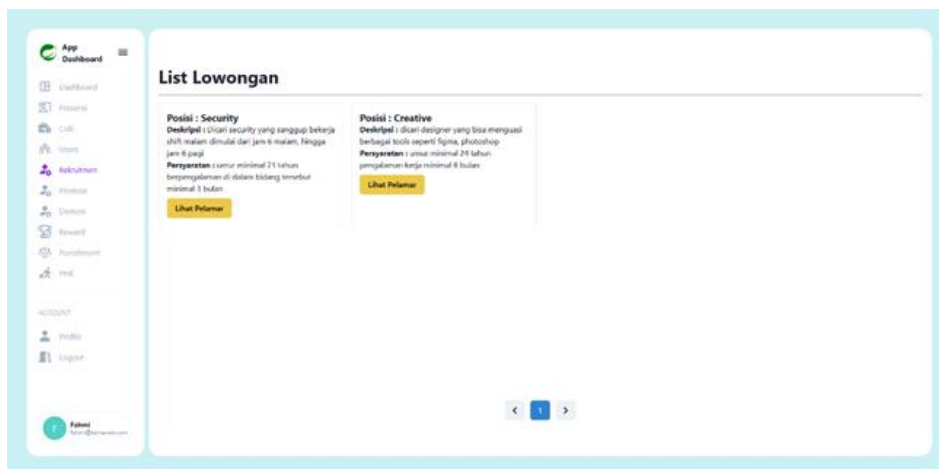 App
Dashboard
Dashboard
Presensi
Cuti
Users
Rekrutmen
Promosi
Demosi
Reward
Punishment
PHK
ACCOUNT
Profile
Logout
Fahmi
List Lowongan
Posisi : Security
Deskripsi : Dicari security yang sanggup bekerja
shift malam dimulai dari jam 6 malam, hingga
jam 6 pagi
Persyaratan : umur minimal 21 tahun
berpengalaman di dalam bidang tersebut
minimal 3 bulan
Lihat Pelamar
Posisi : Creative
Deskripsi : dicari designer yang bisa menguasi
berbagai tools seperti figma, photoshop
Persyaratan : umur minimal 24 tahun
pengalaman kerja minimal 6 bulan
Lihat Pelamar
1